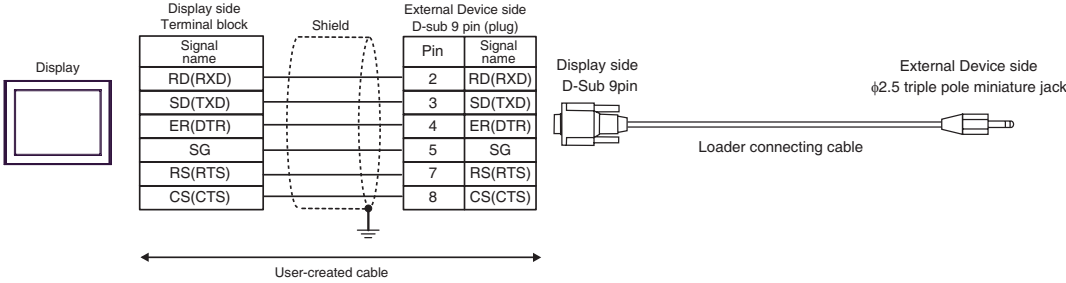 Display
Display side
Terminal block
Shield
External Device side
D-sub 9 pin (plug)
Signal name
Pin
Signal name
RD(RXD) 2 RD(RXD)
SD(TXD) 3 SD(TXD)
ER(DTR) 4 ER(DTR)
SG 5 SG
RS(RTS) 7 RS(RTS)
CS(CTS) 8 CS(CTS)
User-created cable
Display side
D-Sub 9pin
External Device side
ϕ2.5 triple pole miniature jack
Loader connecting cable